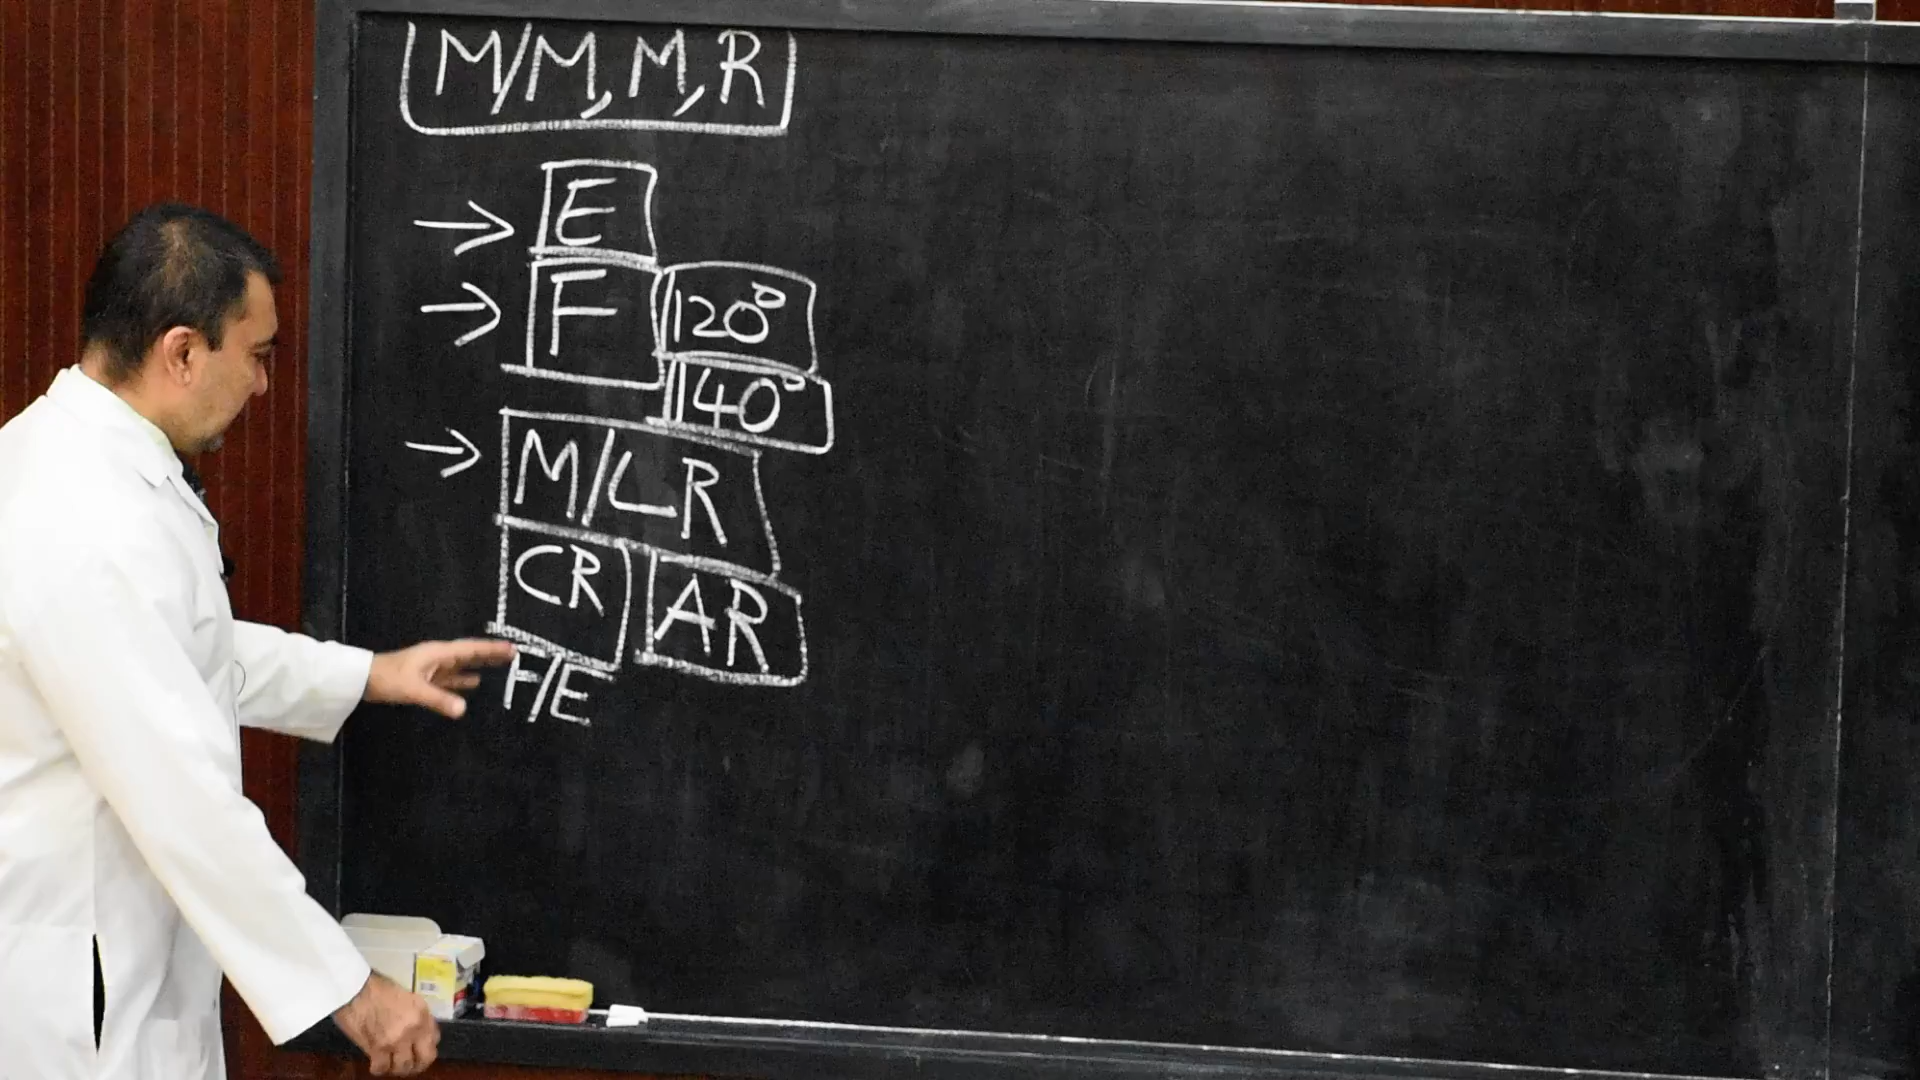 M/M, M, R
→ E
→ F 120°
140°
→ M/LR
CR AR
F/E